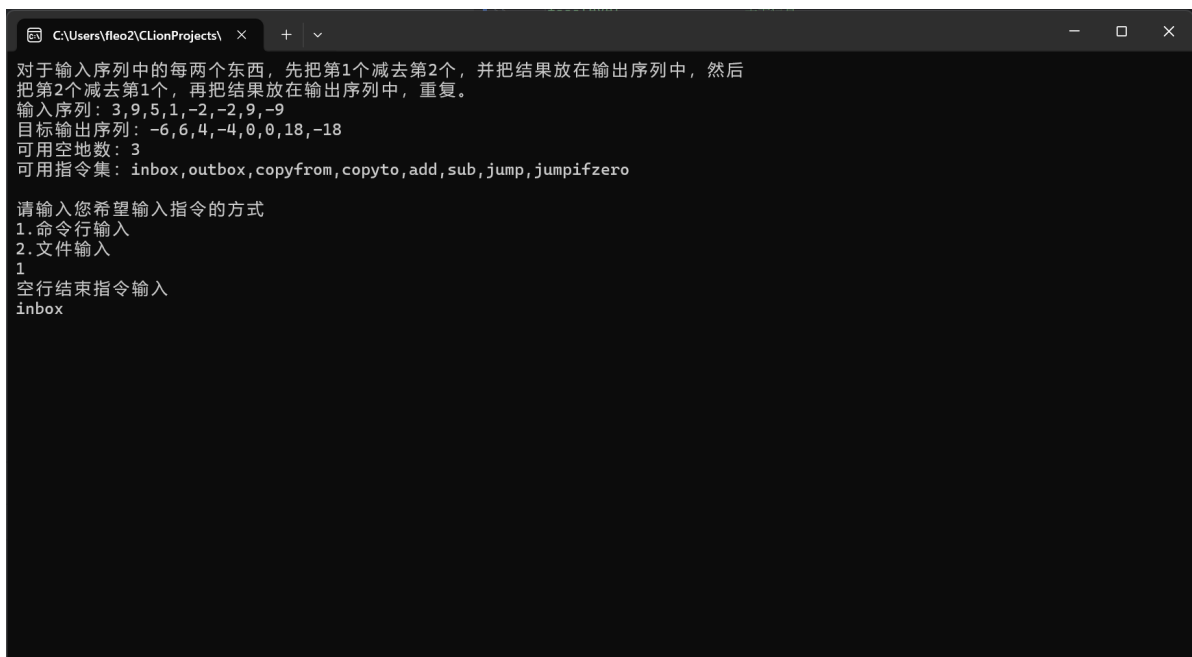 C:\Users\fleo2\CLionProjects\
对于输入序列中的每两个东西，先把第1个减去第2个，并把结果放在输出序列中，然后
把第2个减去第1个，再把结果放在输出序列中，重复。
输入序列：3,9,5,1,-2,-2,9,-9
目标输出序列：-6,6,4,-4,0,0,18,-18
可用空地数：3
可用指令集：inbox,outbox,copyfrom,copyto,add,sub,jump,jumpifzero
请输入您希望输入指令的方式
1.命令行输入
2.文件输入
1
空行结束指令输入
inbox